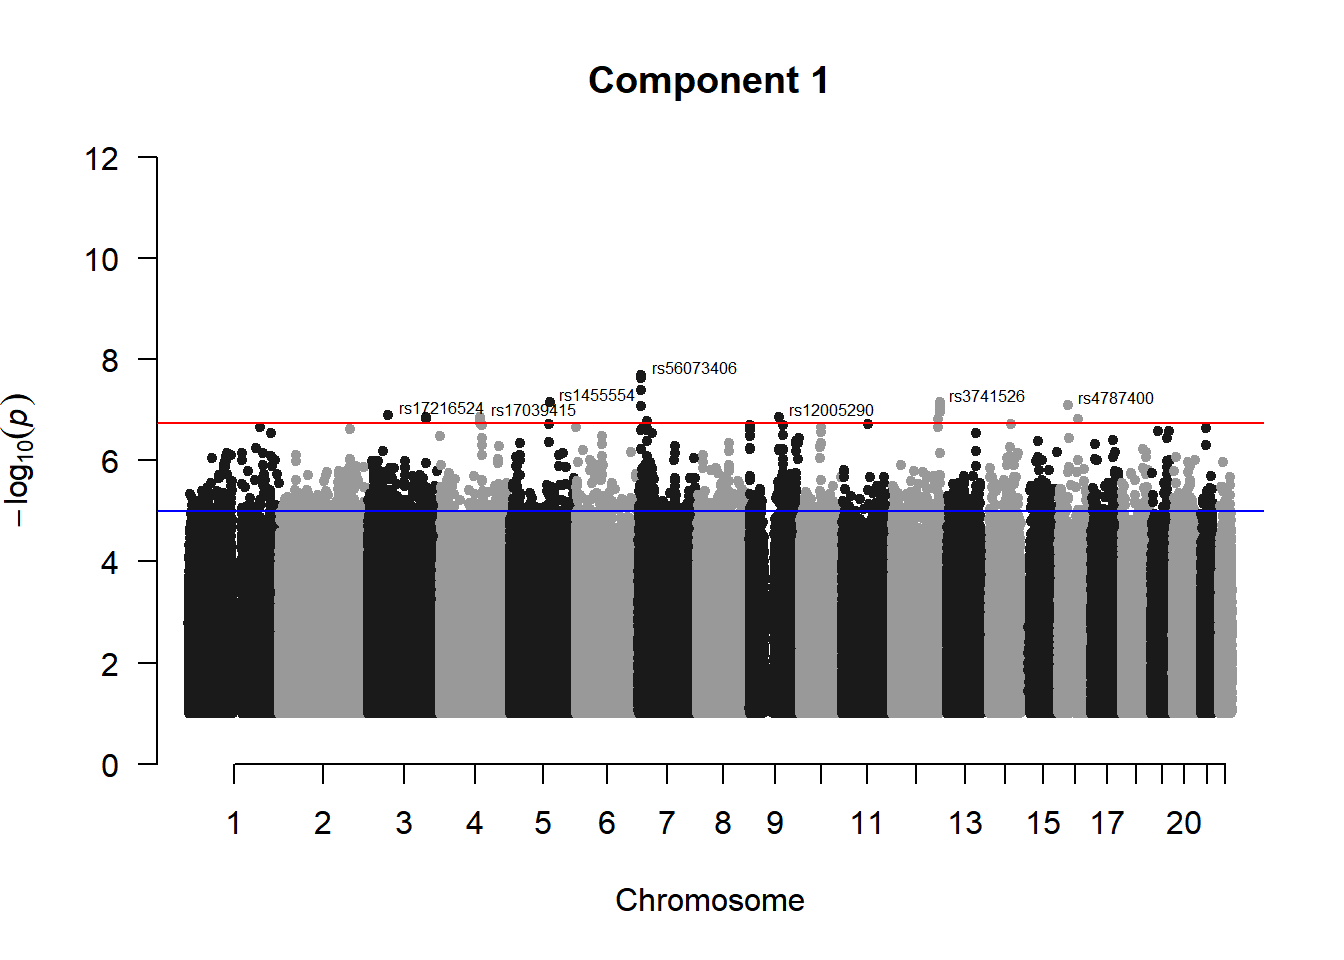 Component 1
12
10
8
6
4
2
0
−log10(p)
rs56073406
rs1455554
rs17216524
rs17039415
rs12005290
rs3741526
rs4787400
1 2 3 4 5 6 7 8 9 11 13 15 17 20
Chromosome